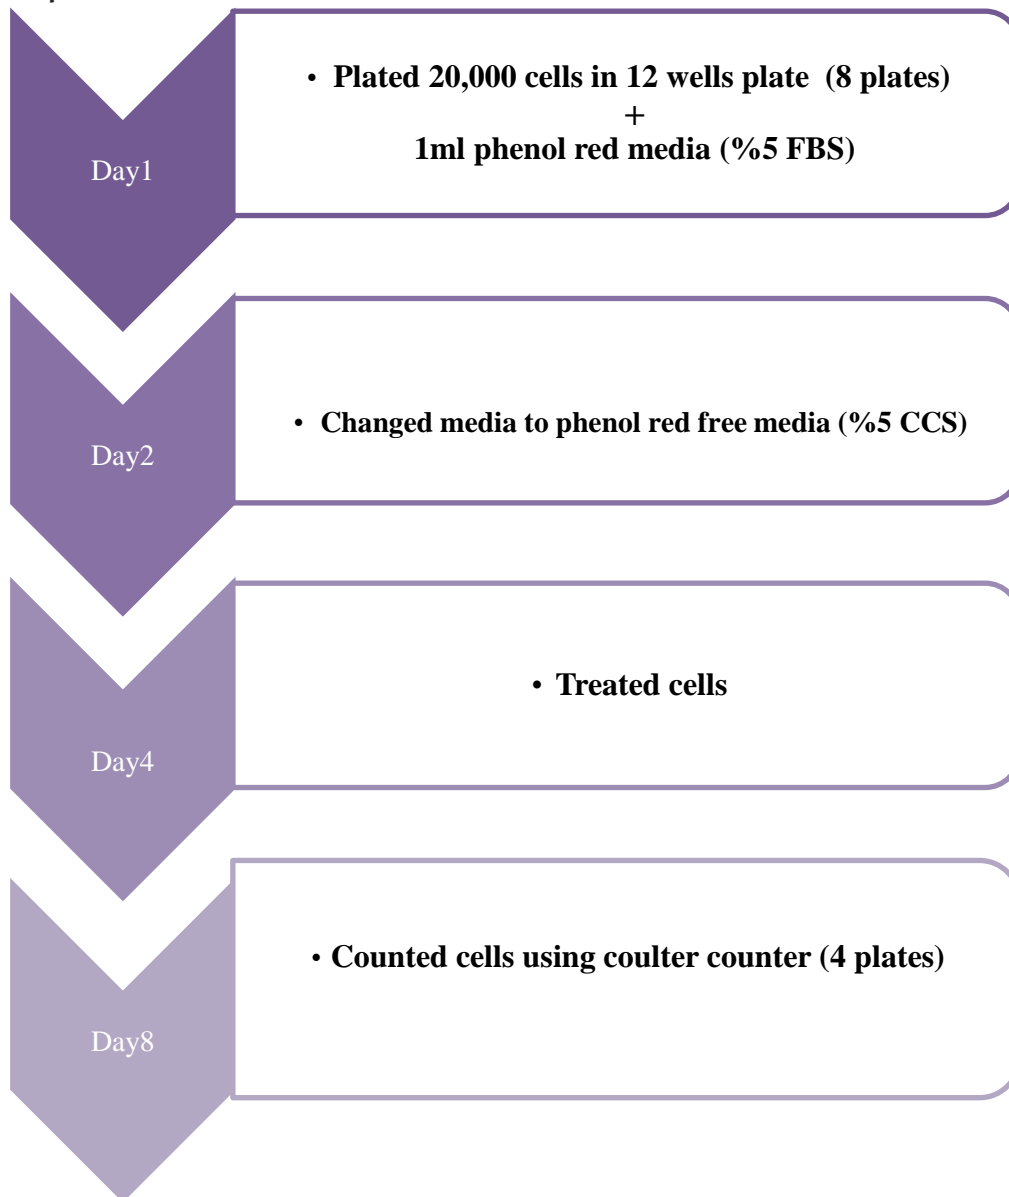 Day1
• Plated 20,000 cells in 12 wells plate (8 plates)
+
1ml phenol red media (%5 FBS)
Day2
• Changed media to phenol red free media (%5 CCS)
Day4
• Treated cells
Day8
• Counted cells using coulter counter (4 plates)